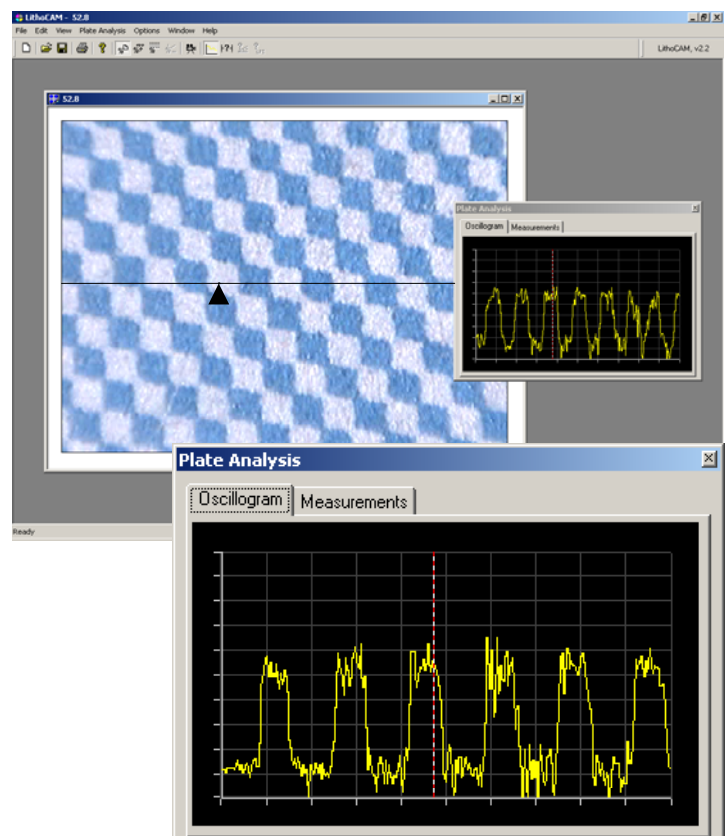 LithoCAM - 52.8
File Edit View Plate Analysis Options Window Help
LithoCAM, v2.2
52.8
Plate Analysis
Oscillogram Measurements
Plate Analysis
Oscillogram Measurements
Ready